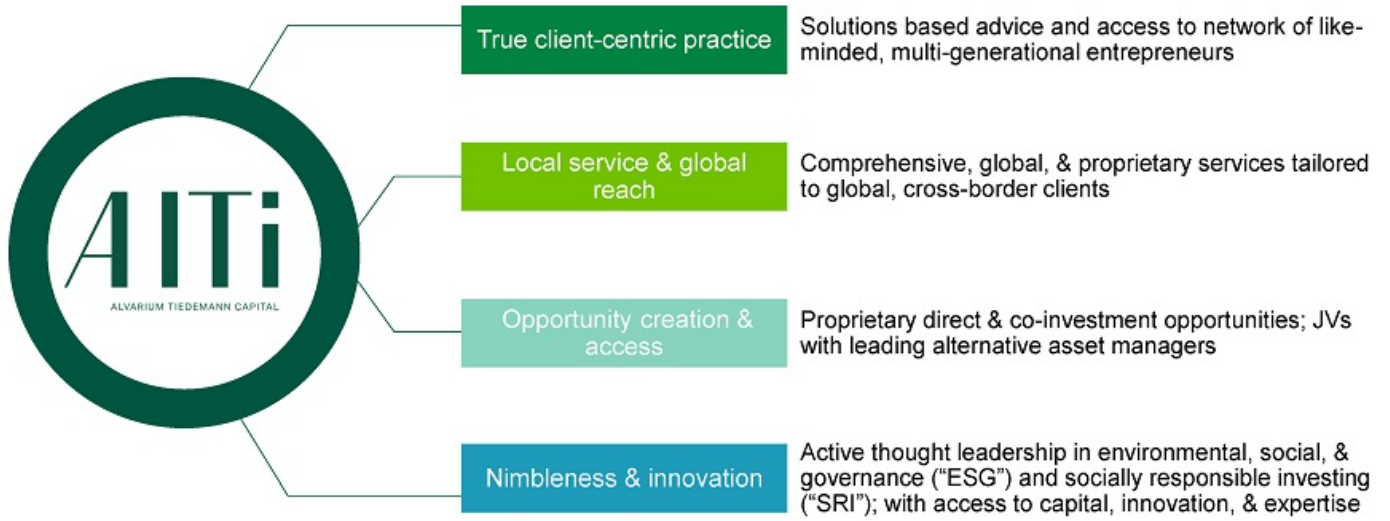 AlTi
ALVARIUM TIEDEMANN CAPITAL
True client-centric practice
Solutions based advice and access to network of like-
minded, multi-generational entrepreneurs
Local service & global
reach
Comprehensive, global, & proprietary services tailored
to global, cross-border clients
Opportunity creation &
access
Proprietary direct & co-investment opportunities; JVs
with leading alternative asset managers
Nimbleness & innovation
Active thought leadership in environmental, social, &
governance (“ESG”) and socially responsible investing
(“SRI”); with access to capital, innovation, & expertise